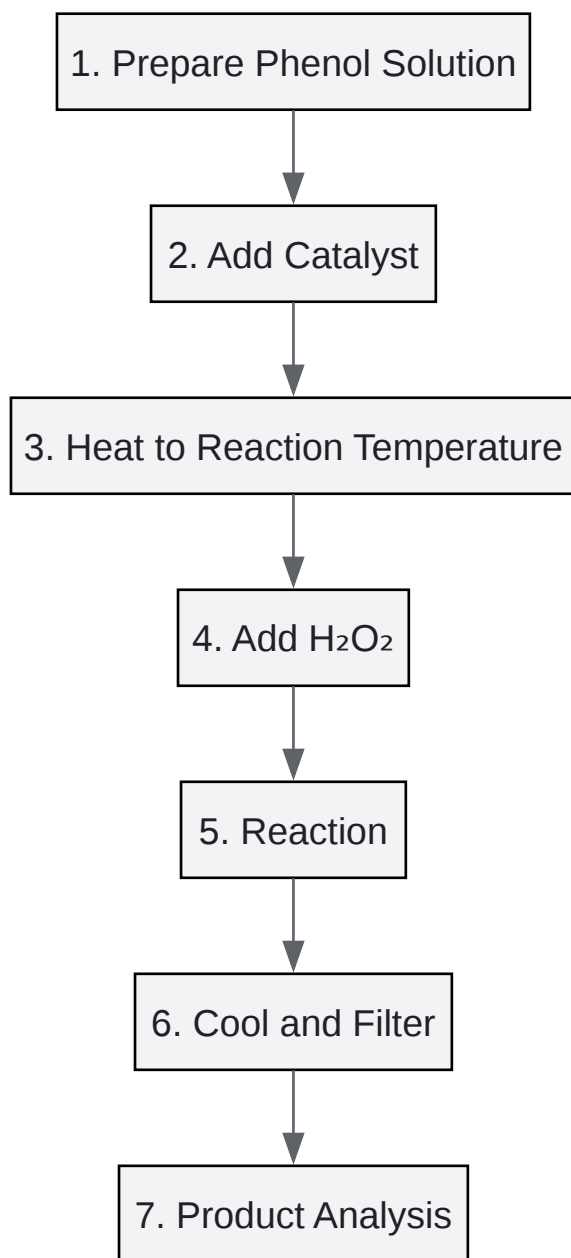 1. Prepare Phenol Solution
2. Add Catalyst
3. Heat to Reaction Temperature
4. Add H₂O₂
5. Reaction
6. Cool and Filter
7. Product Analysis